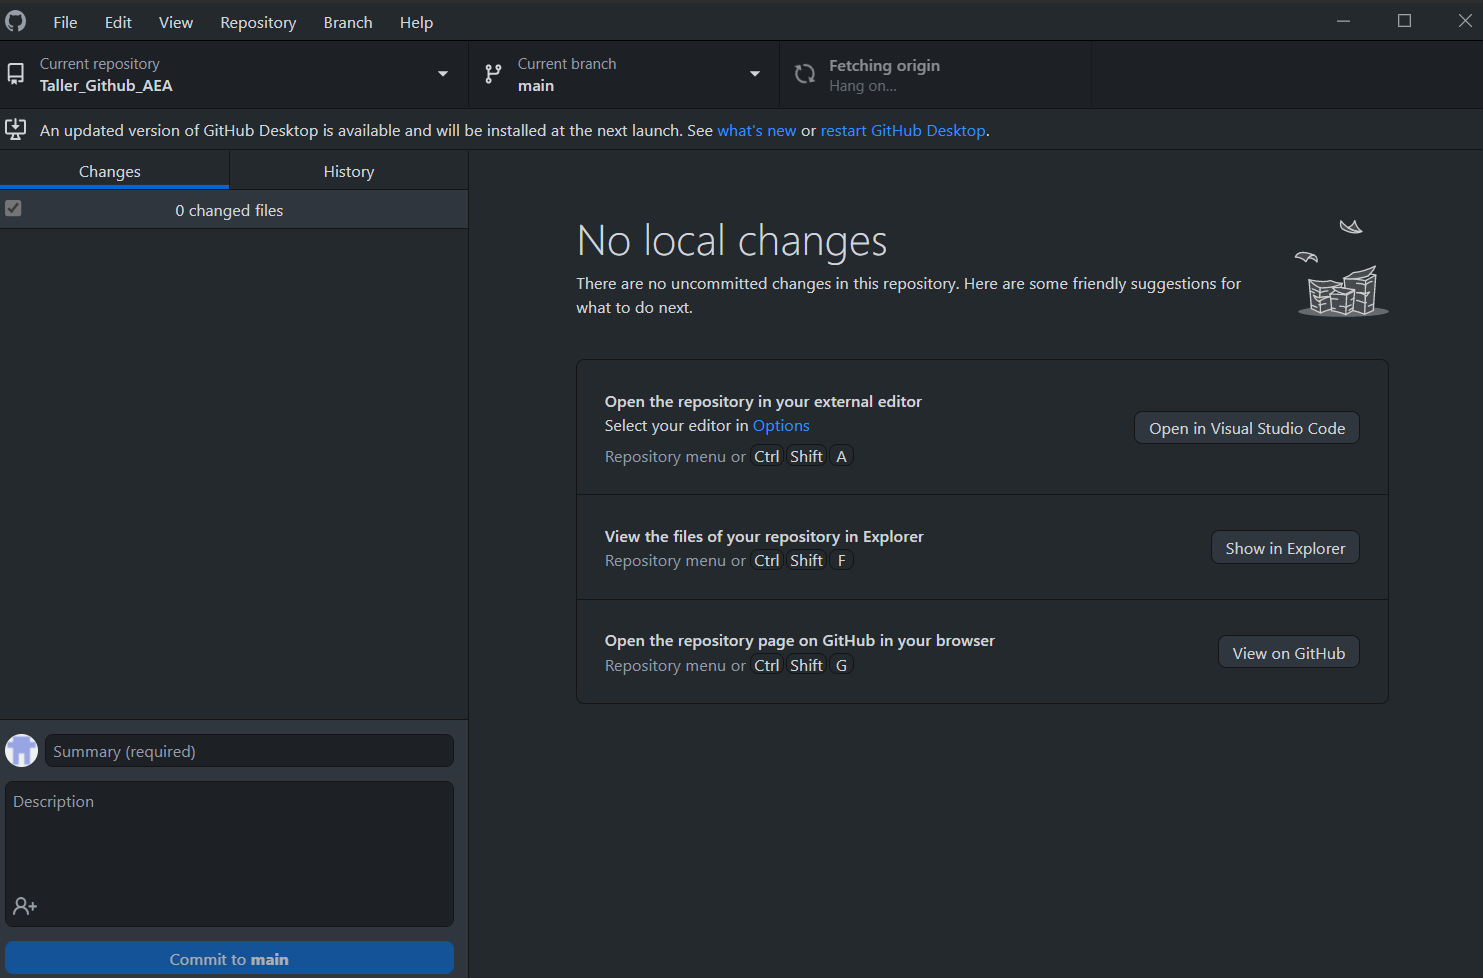 File Edit View Repository Branch Help
Current repository
Taller_Github_AEA
Current branch
main
Fetching origin
Hang on...
An updated version of GitHub Desktop is available and will be installed at the next launch. See what's new or restart GitHub Desktop.
Changes
History
0 changed files
No local changes
There are no uncommitted changes in this repository. Here are some friendly suggestions for
what to do next.
Open the repository in your external editor
Select your editor in Options
Repository menu or Ctrl Shift A
Open in Visual Studio Code
View the files of your repository in Explorer
Repository menu or Ctrl Shift F
Show in Explorer
Open the repository page on GitHub in your browser
Repository menu or Ctrl Shift G
View on GitHub
Summary (required)
Description
Commit to main